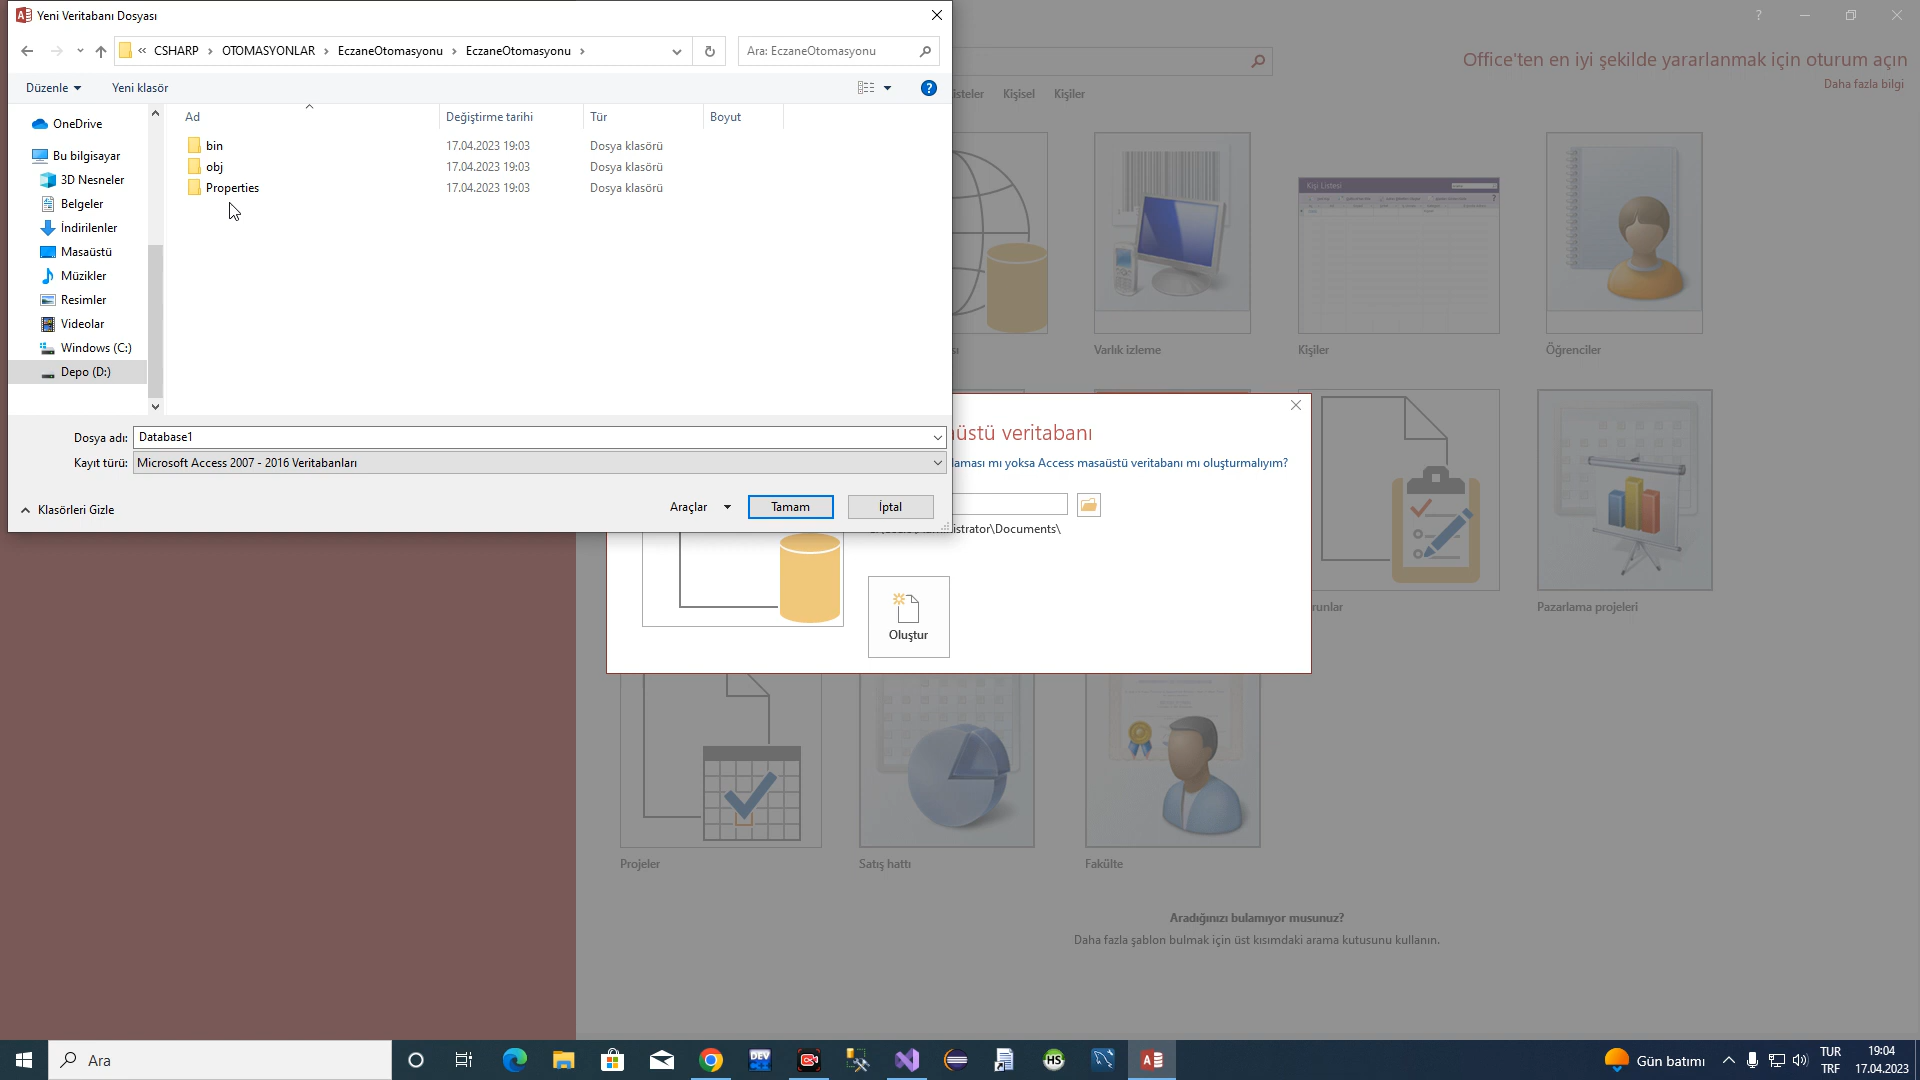 Yeni Veritabanı Dosyası
« CSHARP › OTOMASYONLAR › EczaneOtomasyonu › EczaneOtomasyonu ›
Ara: EczaneOtomasyonu
Düzenle
Yeni klasör
Ad
Değiştirme tarihi
Tür
Boyut
bin 17.04.2023 19:03 Dosya klasörü
obj 17.04.2023 19:03 Dosya klasörü
Properties 17.04.2023 19:03 Dosya klasörü
OneDrive
Bu bilgisayar
3D Nesneler
Belgeler
İndirilenler
Masaüstü
Müzikler
Resimler
Videolar
Windows (C:)
Depo (D:)
Dosya adı: Database1
Kayıt türü: Microsoft Access 2007 - 2016 Veritabanları
Klasörleri Gizle
Araçlar
Tamam
İptal
Office'ten en iyi şekilde yararlanmak için oturum açın
Daha fazla bilgi
isteler
Kişisel
Kişiler
Kişi Listesi
Varlık izleme
Kişiler
Öğrenciler
üstü veritabanı
laması mı yoksa Access masaüstü veritabanı mı oluşturmalıyım?
istrator\Documents\
Oluştur
runlar
Pazarlama projeleri
Projeler
Satış hattı
Fakülte
Aradığınızı bulamıyor musunuz?
Daha fazla şablon bulmak için üst kısımdaki arama kutusunu kullanın.
Ara
DEV
HS
Gün batımı
TUR
TRF
19:04
17.04.2023